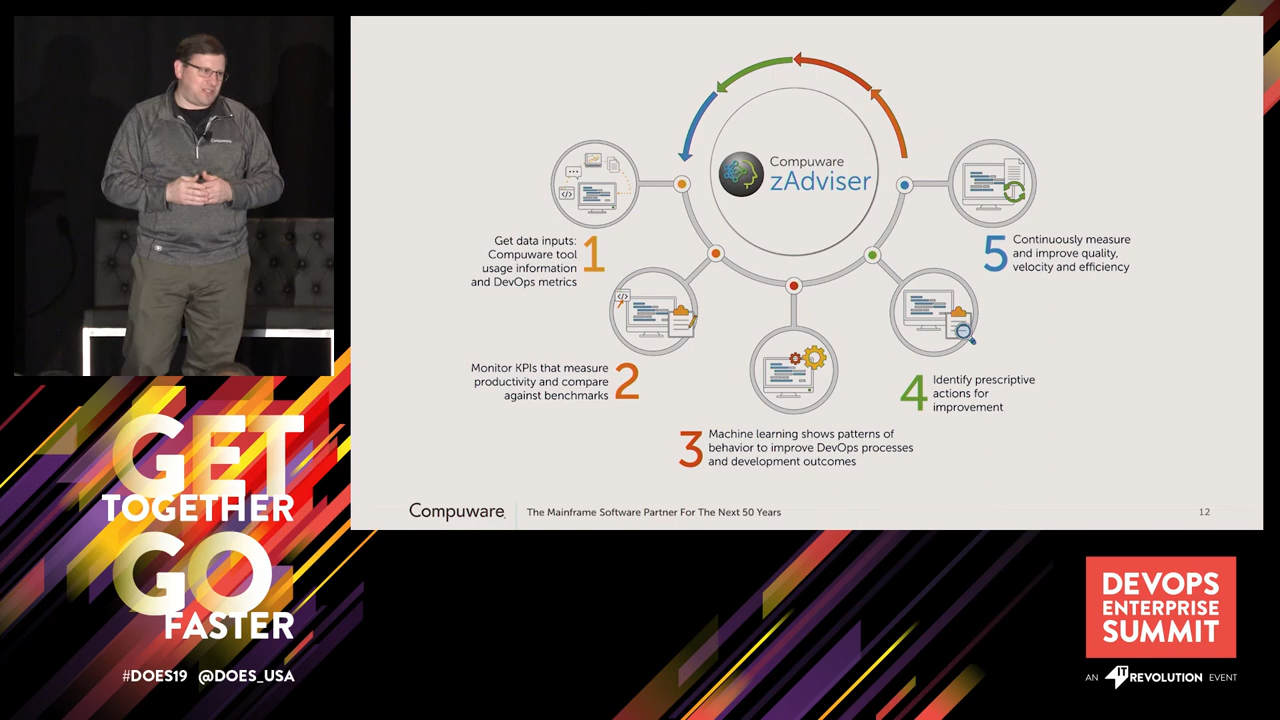 Compuware
Compuware
zAdviser
1
Get data inputs:
Compuware tool
usage information
and DevOps metrics
2
Monitor KPIs that measure
productivity and compare
against benchmarks
3
Machine learning shows patterns of
behavior to improve DevOps processes
and development outcomes
4
Identify prescriptive
actions for
improvement
5
Continuously measure
and improve quality,
velocity and efficiency
Compuware
The Mainframe Software Partner For The Next 50 Years
12
GET
TOGETHER
GO
FASTER
#DOES19 @DOES_USA
DEVOPS
ENTERPRISE
SUMMIT
AN IT REVOLUTION EVENT